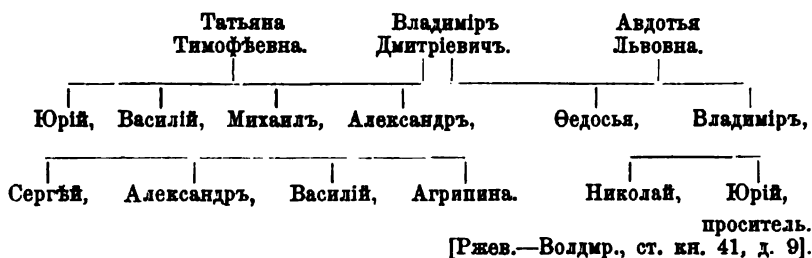 Татьяна Владиміръ Авдотья
Тимофѣевна. Дмитріевичъ. Львовна.
Юрій, Василій, Михаилъ, Александръ, Ѳедосья, Владиміръ,
Сергѣй, Александръ, Василій, Агрипина. Николай, Юрій,
проситель.
[Ржев.—Волдмр., ст. кн. 41, д. 9].